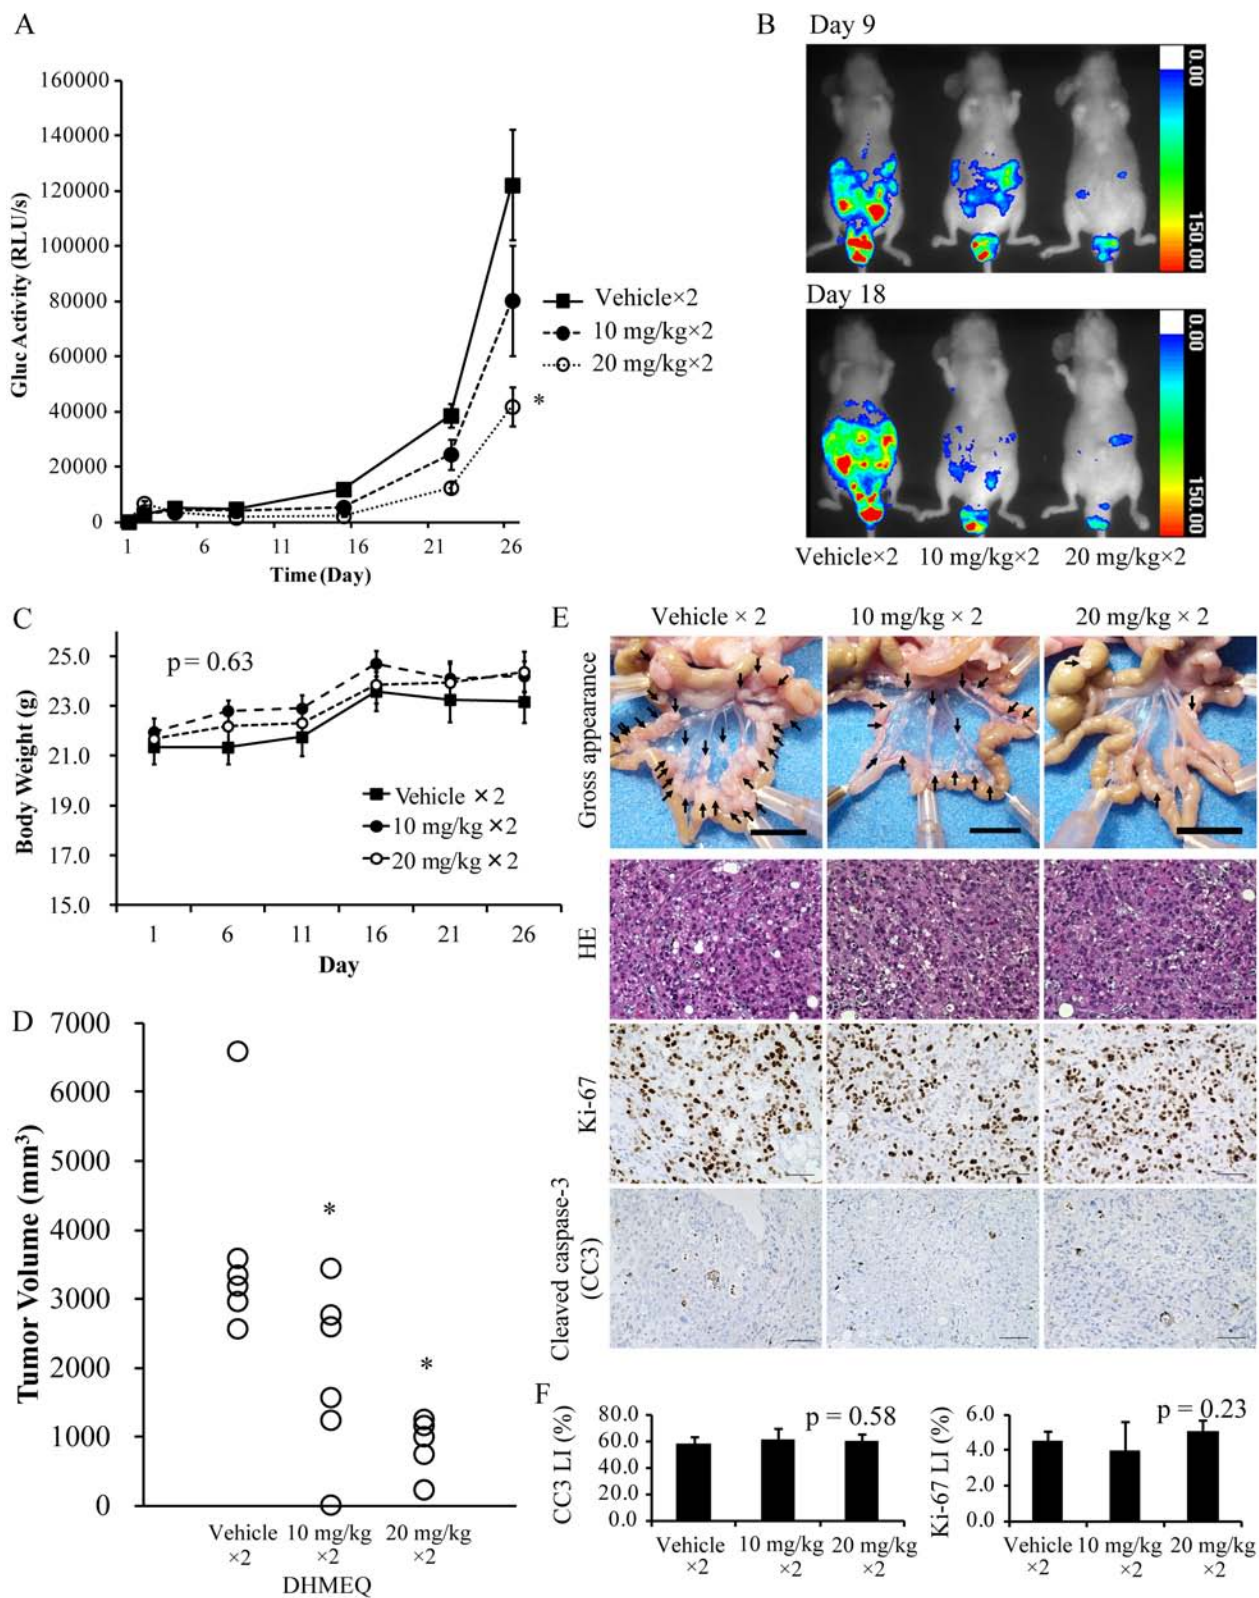 A
160000
140000
120000
100000
80000
60000
40000
20000
0
Gluc Activity (RLU/s)
1 6 11 16 21 26
Time (Day)
Vehicle×2
10 mg/kg×2
20 mg/kg×2
*
B
Day 9
0.00
150.00
Day 18
0.00
150.00
Vehicle×2 10 mg/kg×2 20 mg/kg×2
C
25.0
23.0
21.0
19.0
17.0
15.0
Body Weight (g)
p = 0.63
Vehicle ×2
10 mg/kg ×2
20 mg/kg ×2
1 6 11 16 21 26
Day
D
7000
6000
5000
4000
3000
2000
1000
0
Tumor Volume (mm³)
*
*
Vehicle 10 mg/kg 20 mg/kg
×2 ×2 ×2
DHMEQ
E
Vehicle × 2 10 mg/kg × 2 20 mg/kg × 2
Gross appearance
HE
Ki-67
Cleaved caspase-3
(CC3)
F
CC3 LI (%)
80.0
60.0
40.0
20.0
0.0
p = 0.58
Vehicle 10 mg/kg 20 mg/kg
×2 ×2 ×2
Ki-67 LI (%)
6.0
4.0
2.0
0.0
p = 0.23
Vehicle 10 mg/kg 20 mg/kg
×2 ×2 ×2